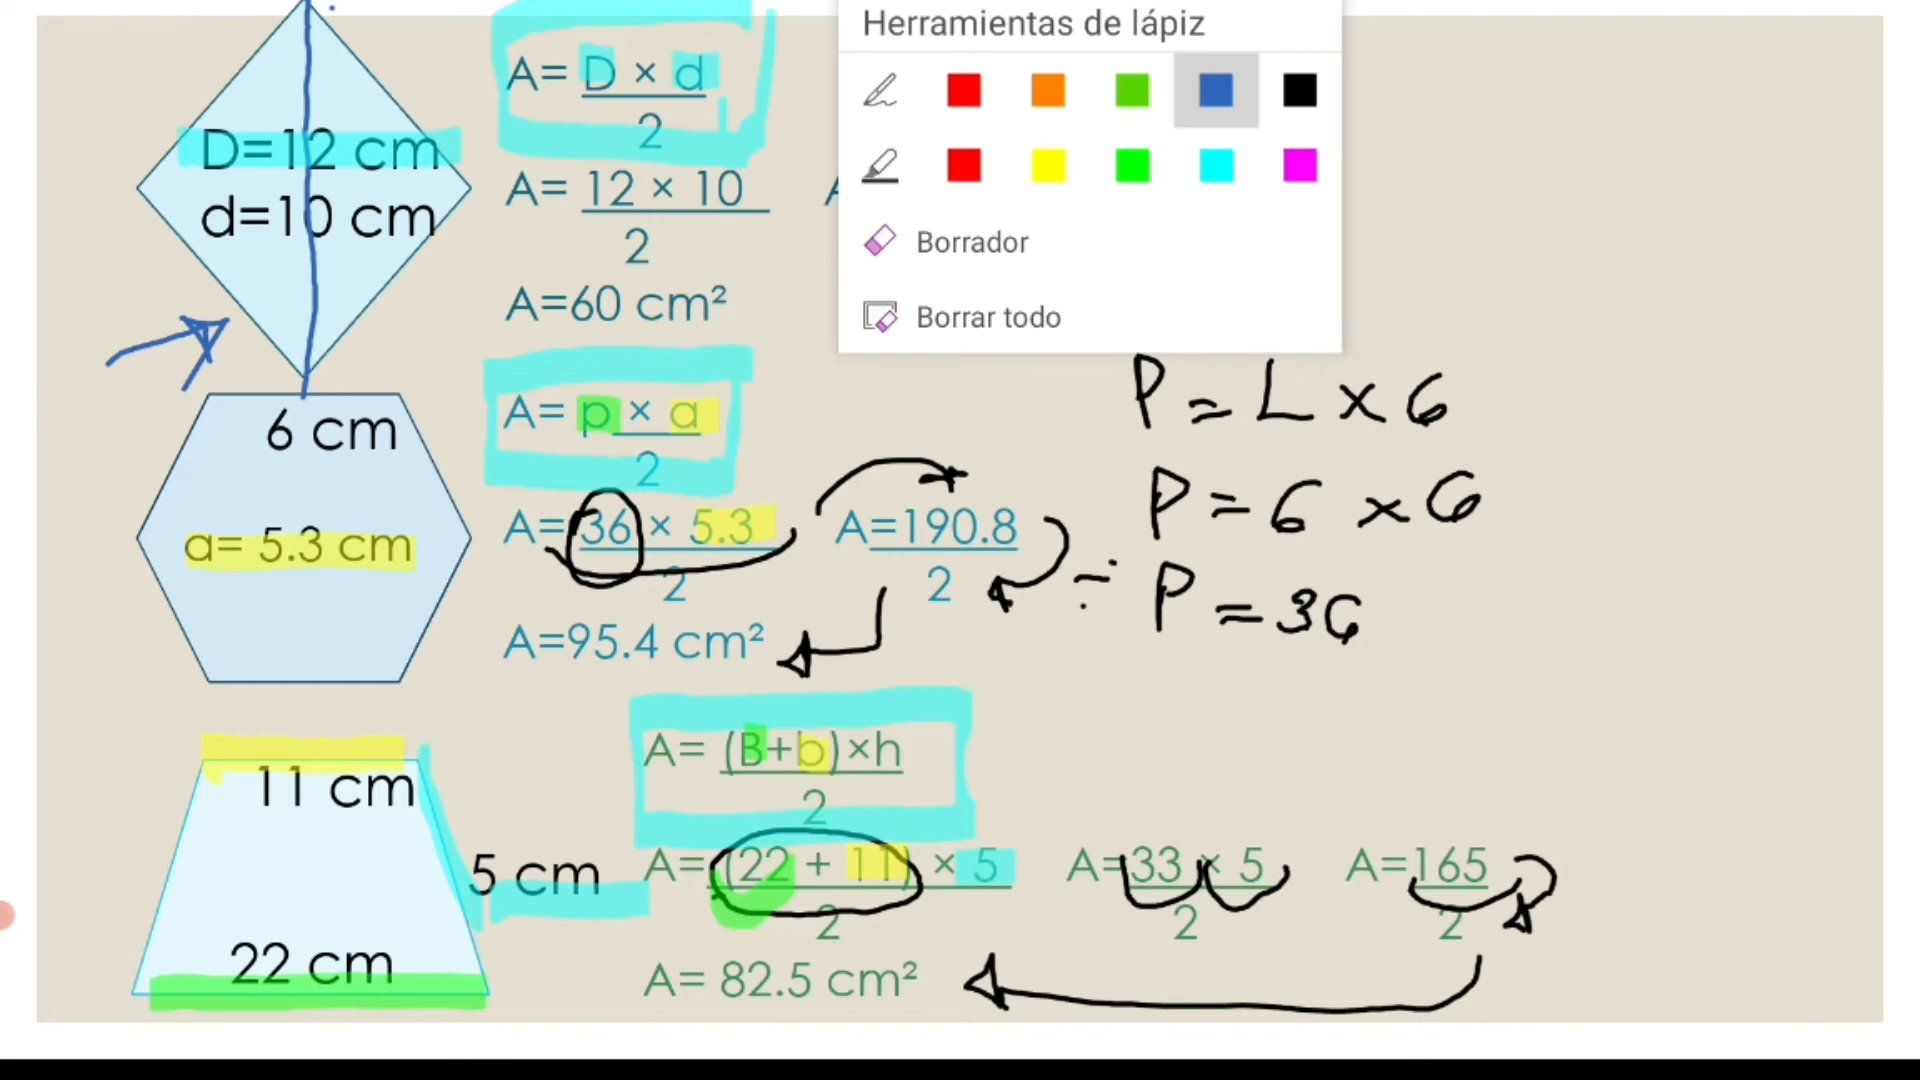 Herramientas de lápiz
Borrador
Borrar todo
D=12 cm
d=10 cm
A= D × d
2
A= 12 × 10
2
A
A=60 cm²
6 cm
a= 5.3 cm
A= p × a
2
A= 36 × 5.3
2
A=190.8
2
A=95.4 cm²
P = L × 6
P = 6 × 6
÷
P = 36
11 cm
5 cm
22 cm
A= (B+b)×h
2
A= (22 + 11) × 5
2
A=33 × 5
2
A=165
2
A= 82.5 cm²